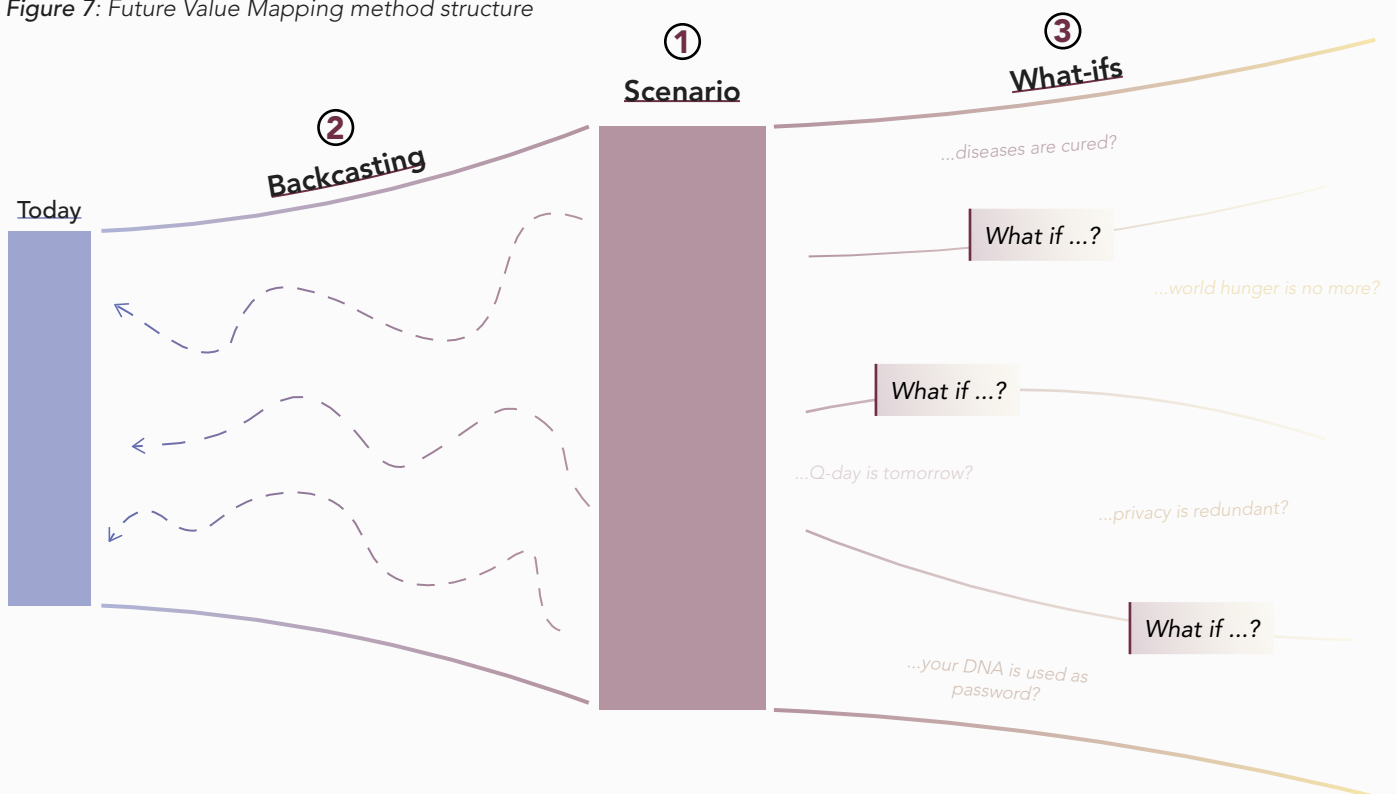 Figure 7: Future Value Mapping method structure
1
Scenario
2
Backcasting
3
What-ifs
Today
...diseases are cured?
What if ...?
...world hunger is no more?
What if ...?
...Q-day is tomorrow?
...privacy is redundant?
What if ...?
...your DNA is used as
password?